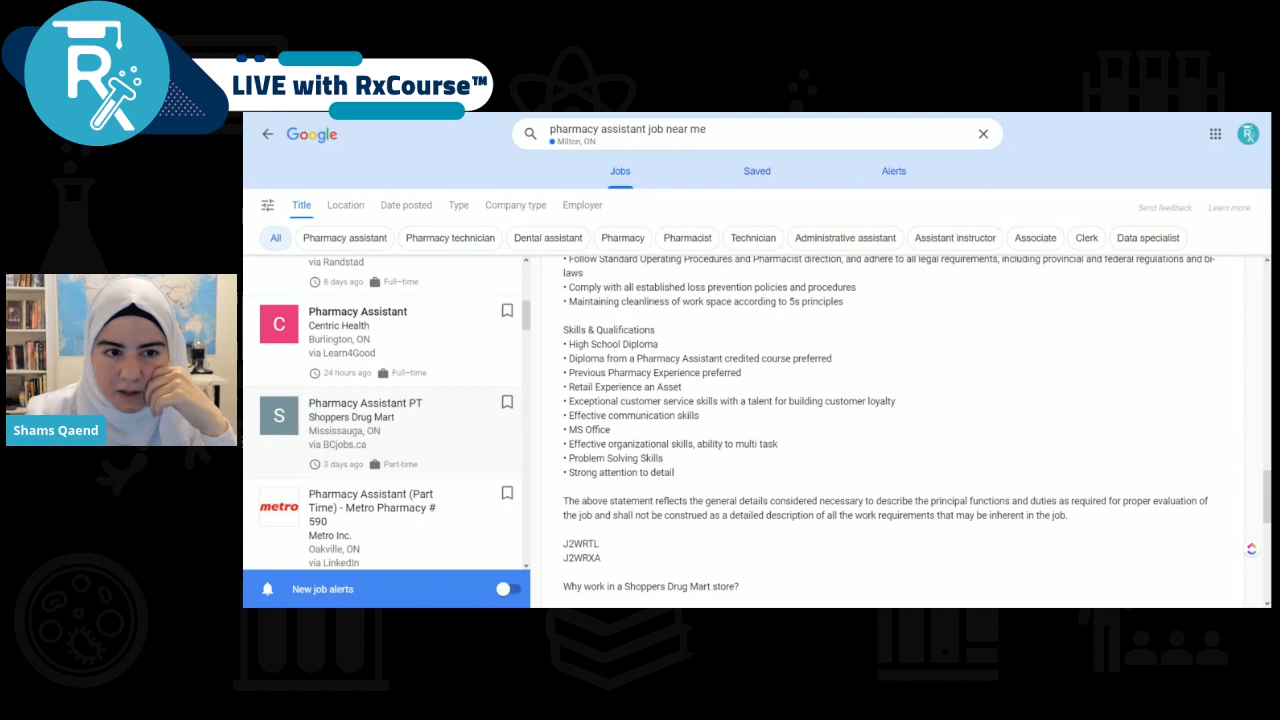 R
LIVE with RxCourse™
Google
pharmacy assistant job near me
Milton, ON
Jobs
Saved
Alerts
Title
Location
Date posted
Type
Company type
Employer
Send feedback
Learn more
All
Pharmacy assistant
Pharmacy technician
Dental assistant
Pharmacy
Pharmacist
Technician
Administrative assistant
Assistant instructor
Associate
Clerk
Data specialist
via Randstad
8 days ago
Full–time
C
Pharmacy Assistant
Centric Health
Burlington, ON
via Learn4Good
24 hours ago
Full–time
S
Pharmacy Assistant PT
Shoppers Drug Mart
Mississauga, ON
via BCjobs.ca
3 days ago
Part-time
metro
Pharmacy Assistant (Part
Time) - Metro Pharmacy #
590
Metro Inc.
Oakville, ON
via LinkedIn
New job alerts
• Follow Standard Operating Procedures and Pharmacist direction, and adhere to all legal requirements, including provincial and federal regulations and bi-
laws
• Comply with all established loss prevention policies and procedures
• Maintaining cleanliness of work space according to 5s principles
Skills & Qualifications
• High School Diploma
• Diploma from a Pharmacy Assistant credited course preferred
• Previous Pharmacy Experience preferred
• Retail Experience an Asset
• Exceptional customer service skills with a talent for building customer loyalty
• Effective communication skills
• MS Office
• Effective organizational skills, ability to multi task
• Problem Solving Skills
• Strong attention to detail
The above statement reflects the general details considered necessary to describe the principal functions and duties as required for proper evaluation of
the job and shall not be construed as a detailed description of all the work requirements that may be inherent in the job.
J2WRTL
J2WRXA
Why work in a Shoppers Drug Mart store?
Shams Qaend